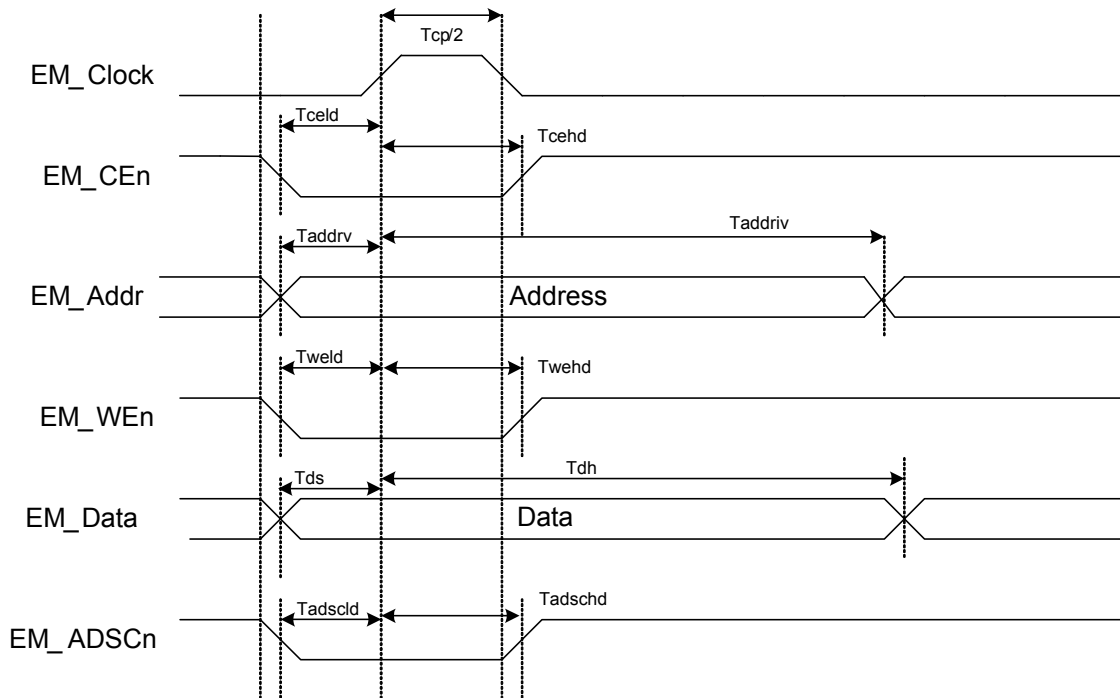 Tcp/2
EM_Clock
Tceld
Tcehd
EM_CEn
Taddrv
Taddriv
EM_Addr
Address
Tweld
Twehd
EM_WEn
Tds
Tdh
EM_Data
Data
Tadscld
Tadschd
EM_ADSCn